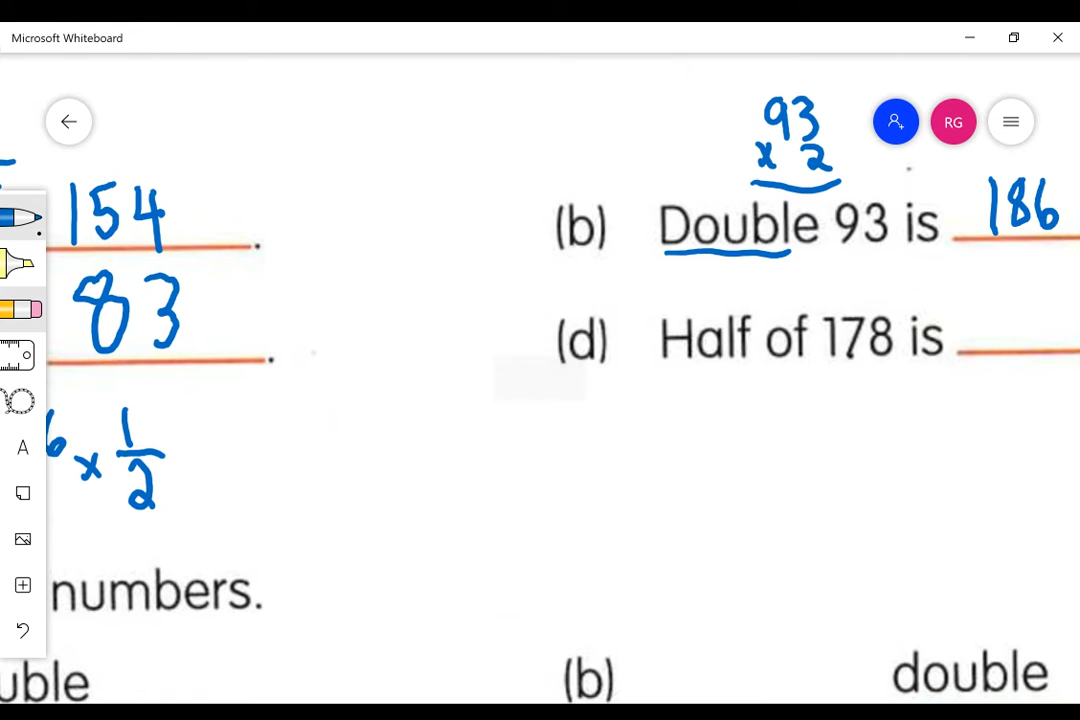 Microsoft Whiteboard
93
x 2
RG
154.
(b) Double 93 is 186
83.
(d) Half of 178 is
6 x 1/2
A
numbers.
uble
(b) double